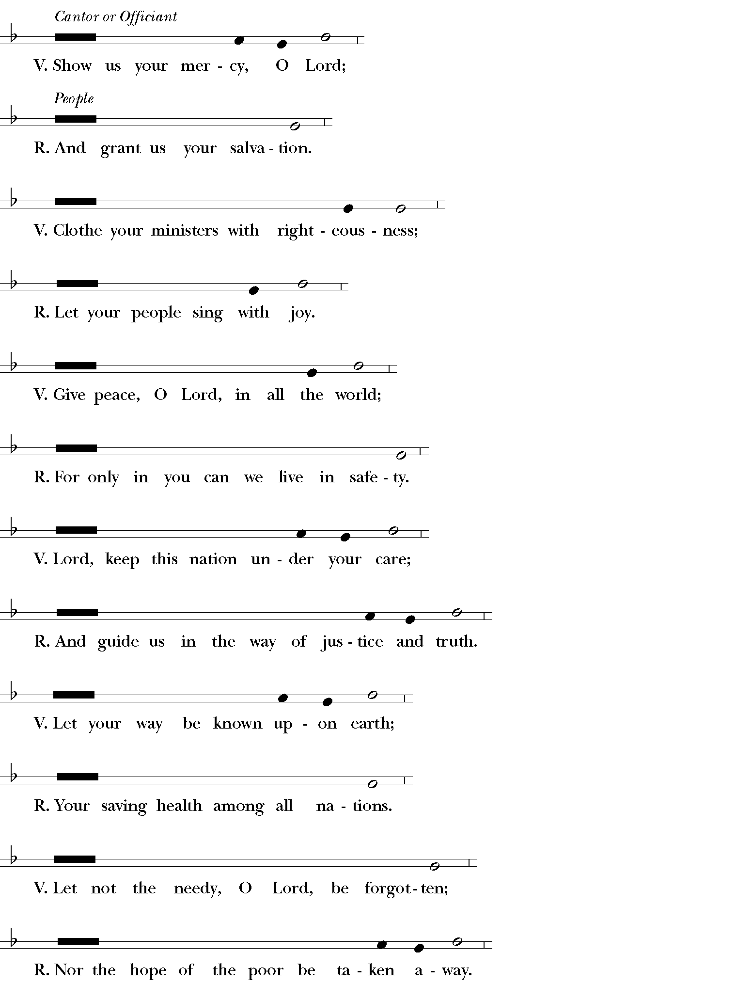 Cantor or Officiant
V. Show us your mer - cy, O Lord;
People
R. And grant us your salva - tion.
V. Clothe your ministers with right - eous - ness;
R. Let your people sing with joy.
V. Give peace, O Lord, in all the world;
R. For only in you can we live in safe - ty.
V. Lord, keep this nation un - der your care;
R. And guide us in the way of jus - tice and truth.
V. Let your way be known up - on earth;
R. Your saving health among all na - tions.
V. Let not the needy, O Lord, be forgot - ten;
R. Nor the hope of the poor be ta - ken a - way.